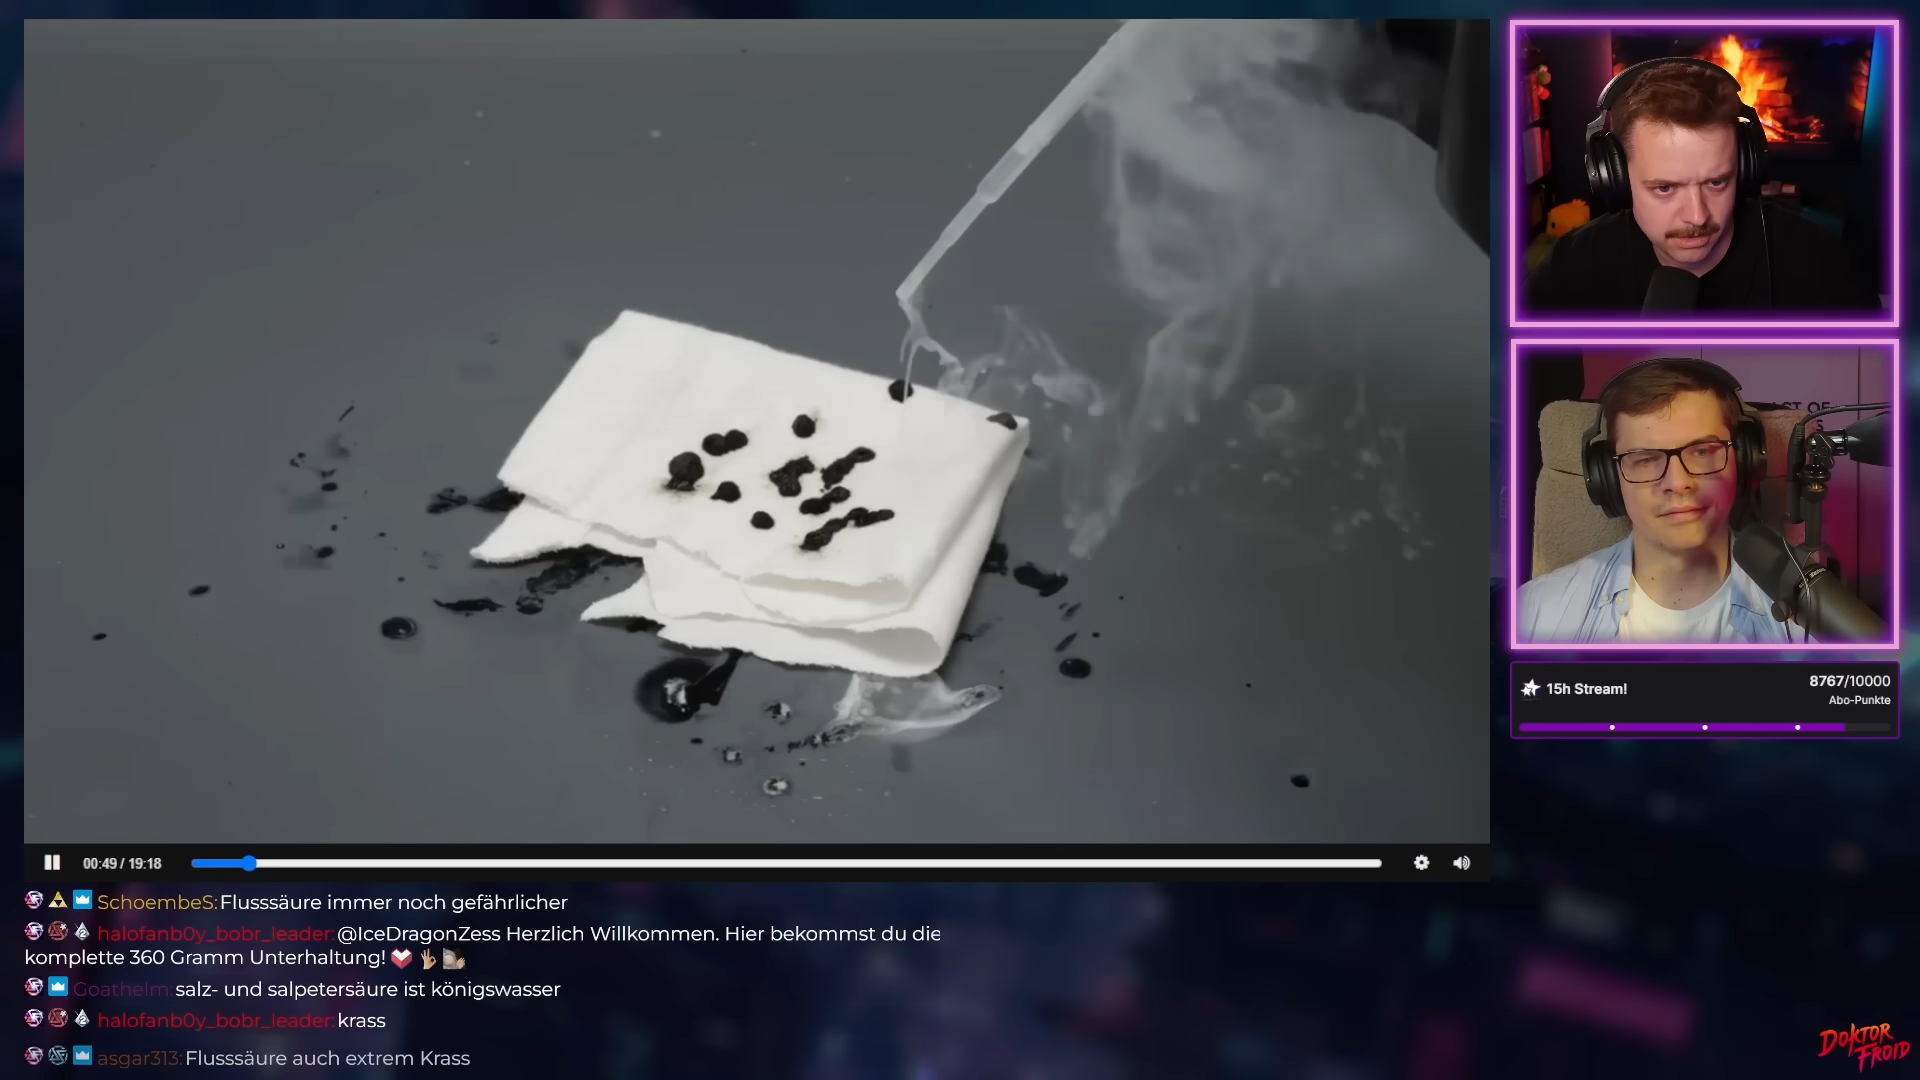 15h Stream!
8767/10000
Abo-Punkte
00:49 / 19:18
SchoembeS:Flusssäure immer noch gefährlicher
halofanb0y_bobr_leader:@IceDragonZess Herzlich Willkommen. Hier bekommst du die
komplette 360 Gramm Unterhaltung!
Goathelm:salz- und salpetersäure ist königswasser
halofanb0y_bobr_leader:krass
asgar313:Flusssäure auch extrem Krass
DOKTOR
FROID